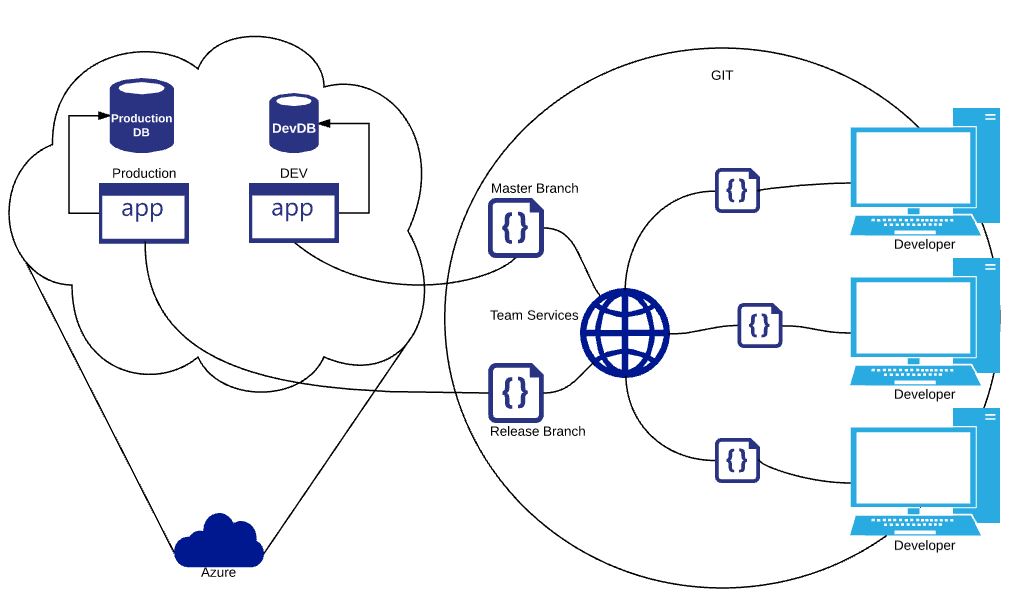 GIT
Production
DB
DevDB
Production
DEV
app
app
Master Branch
{}
{}
Developer
Team Services
{}
Developer
{}
Release Branch
{}
Developer
Azure